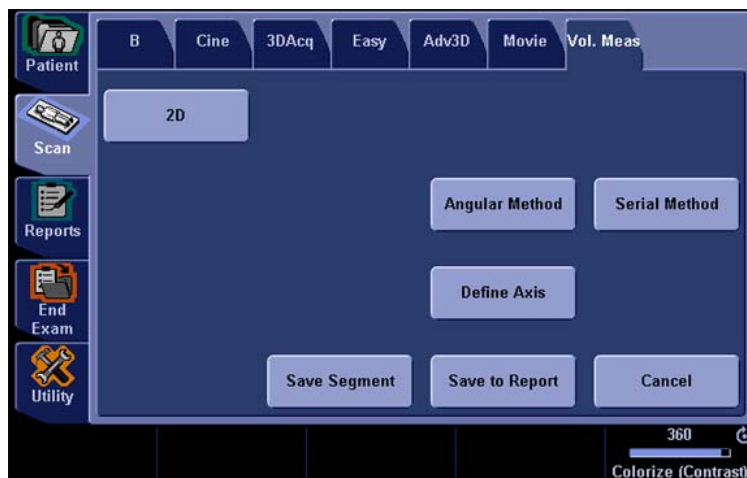 Patient
B
Cine
3DAcq
Easy
Adv3D
Movie
Vol. Meas
2D
Scan
Angular Method
Serial Method
Reports
Define Axis
End
Exam
Save Segment
Save to Report
Cancel
Utility
360
Colorize (Contrast)